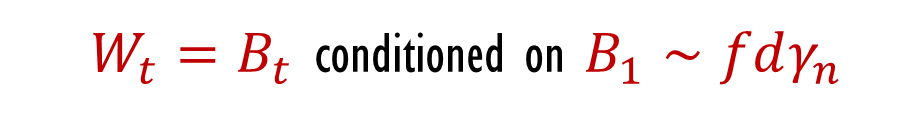 W_t = B_t conditioned on B_1 ~ f dγ_n